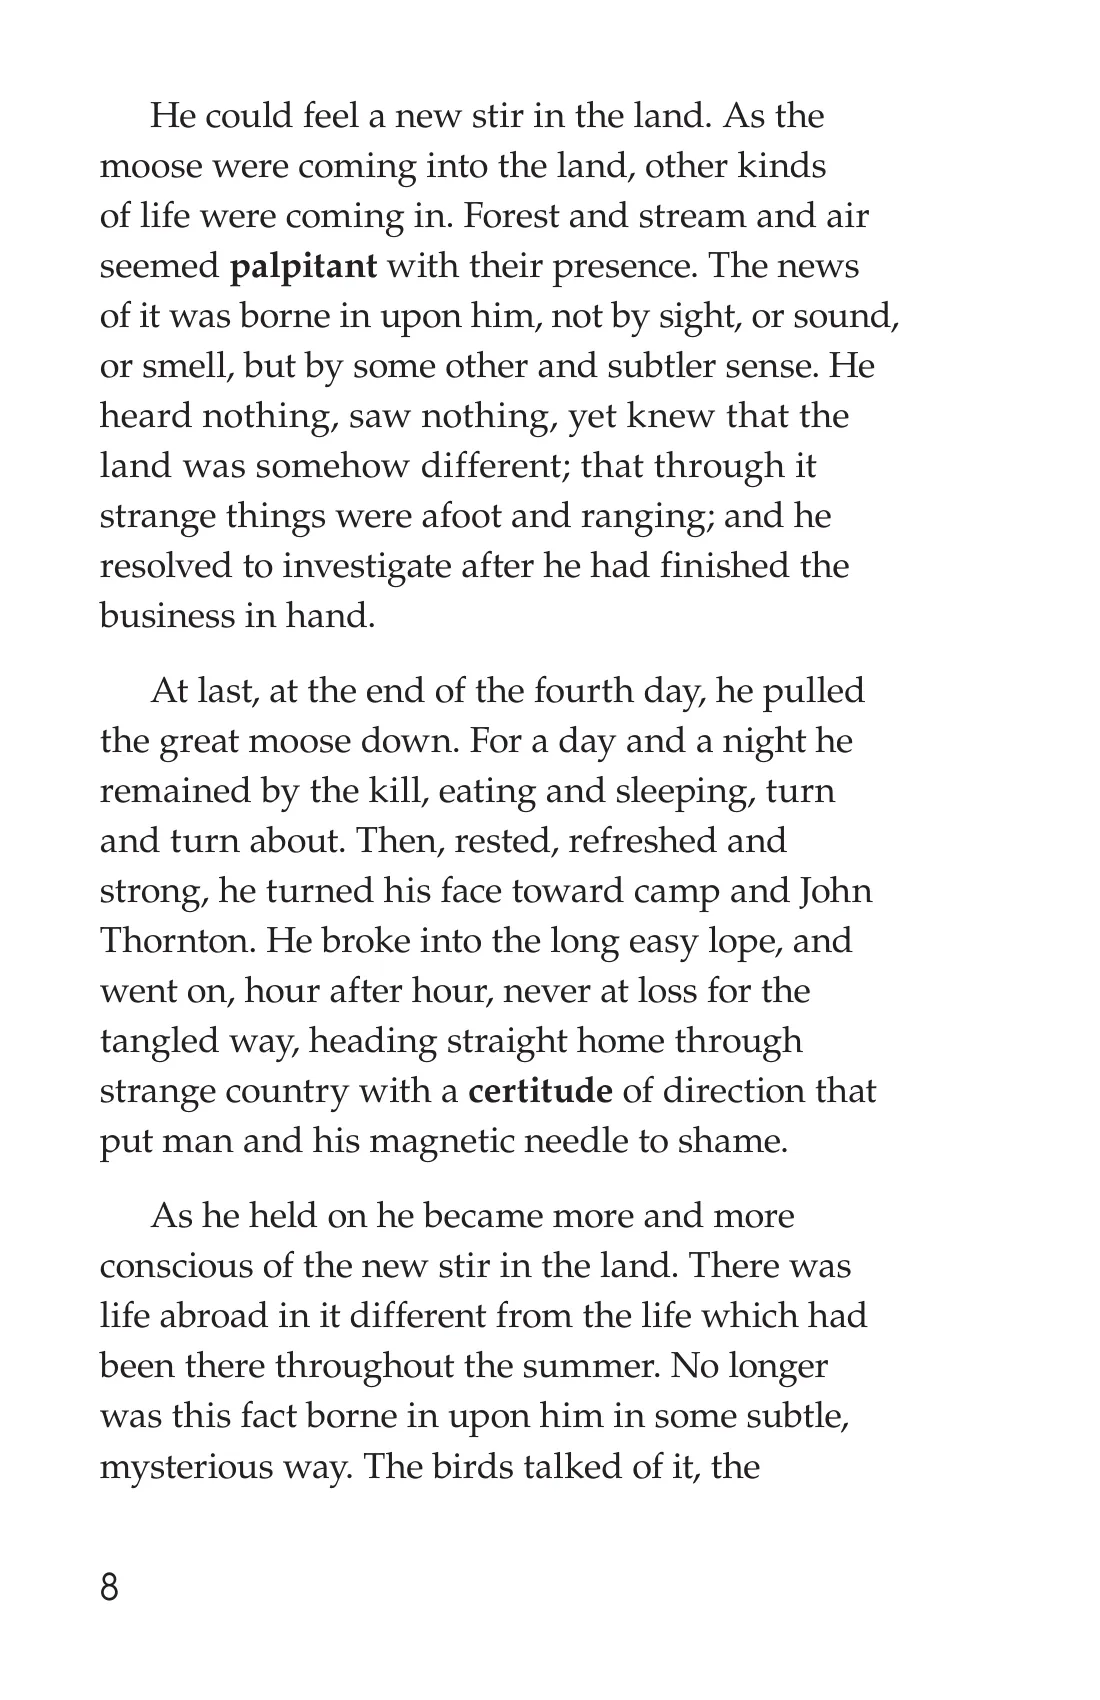 He could feel a new stir in the land. As the
moose were coming into the land, other kinds
of life were coming in. Forest and stream and air
seemed palpitant with their presence. The news
of it was borne in upon him, not by sight, or sound,
or smell, but by some other and subtler sense. He
heard nothing, saw nothing, yet knew that the
land was somehow different; that through it
strange things were afoot and ranging; and he
resolved to investigate after he had finished the
business in hand.
At last, at the end of the fourth day, he pulled
the great moose down. For a day and a night he
remained by the kill, eating and sleeping, turn
and turn about. Then, rested, refreshed and
strong, he turned his face toward camp and John
Thornton. He broke into the long easy lope, and
went on, hour after hour, never at loss for the
tangled way, heading straight home through
strange country with a certitude of direction that
put man and his magnetic needle to shame.
As he held on he became more and more
conscious of the new stir in the land. There was
life abroad in it different from the life which had
been there throughout the summer. No longer
was this fact borne in upon him in some subtle,
mysterious way. The birds talked of it, the
8